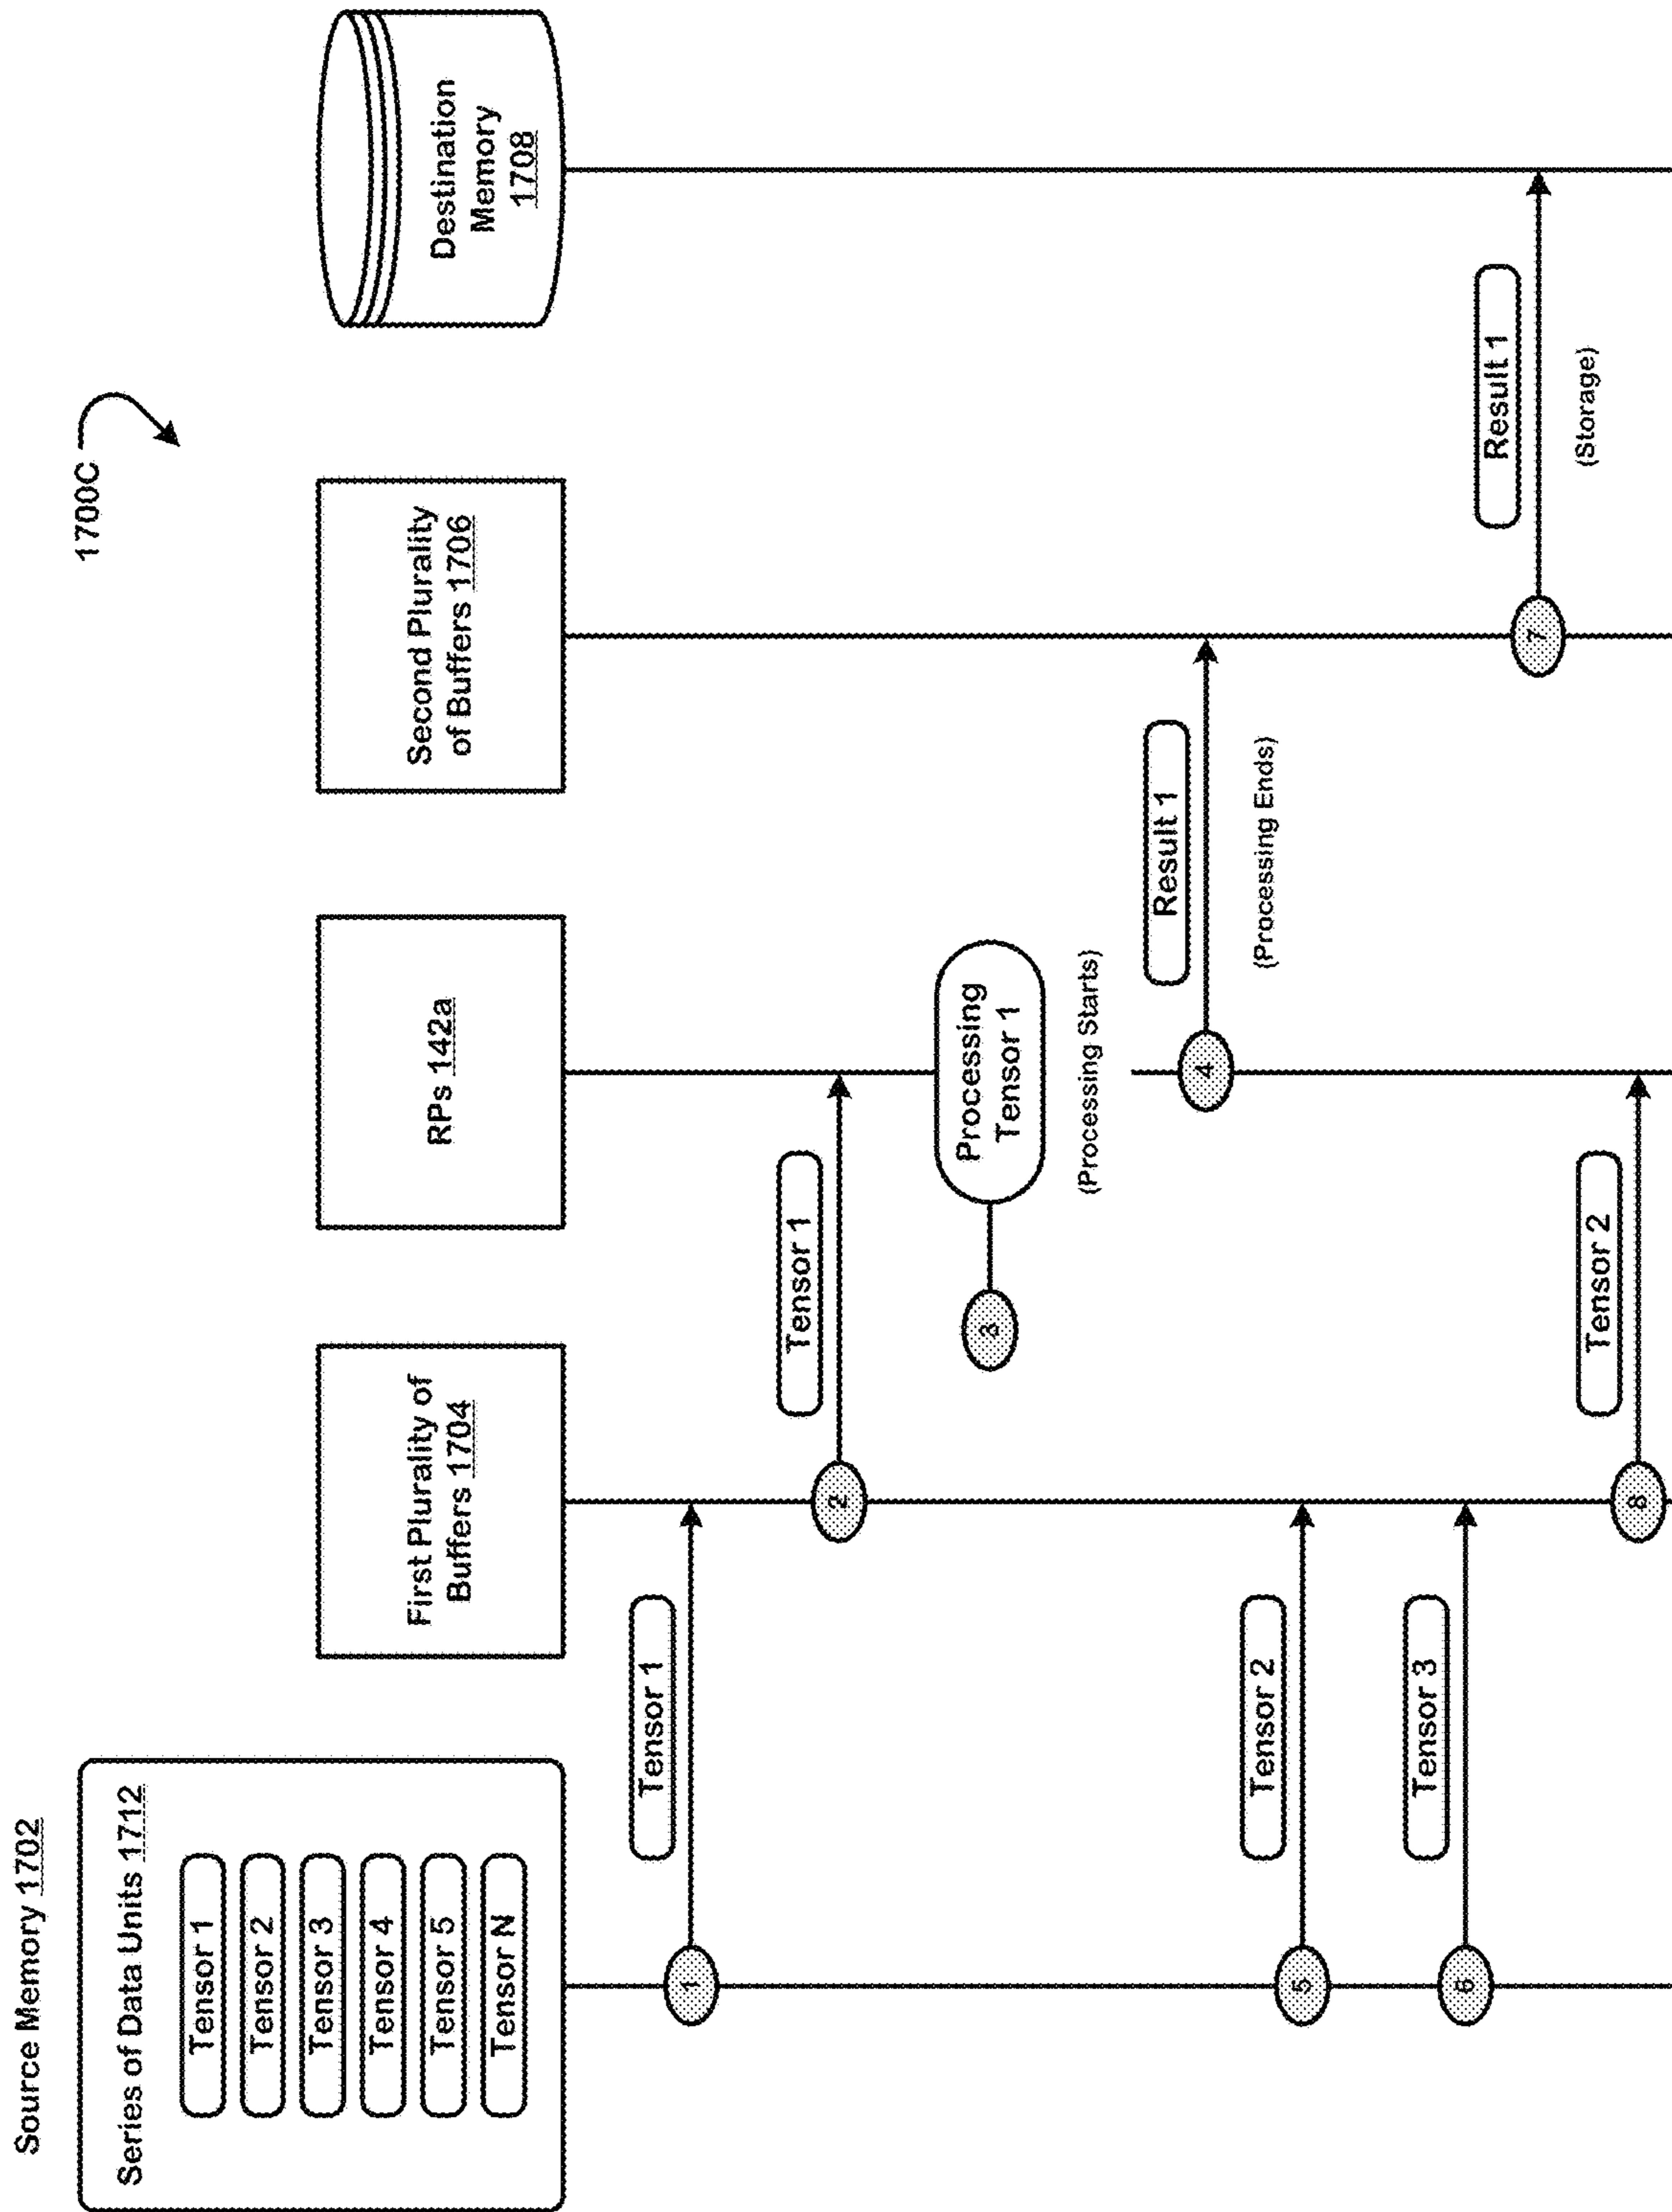 1700C
Source Memory 1702
Series of Data Units 1712
Tensor 1
Tensor 2
Tensor 3
Tensor 4
Tensor 5
Tensor N
First Plurality of
Buffers 1704
RPs 142a
Second Plurality
of Buffers 1706
Destination
Memory
1708
1
Tensor 1
2
Tensor 1
3
Processing
Tensor 1
(Processing Starts)
4
Result 1
(Processing Ends)
5
Tensor 2
6
Tensor 3
7
Result 1
(Storage)
8
Tensor 2